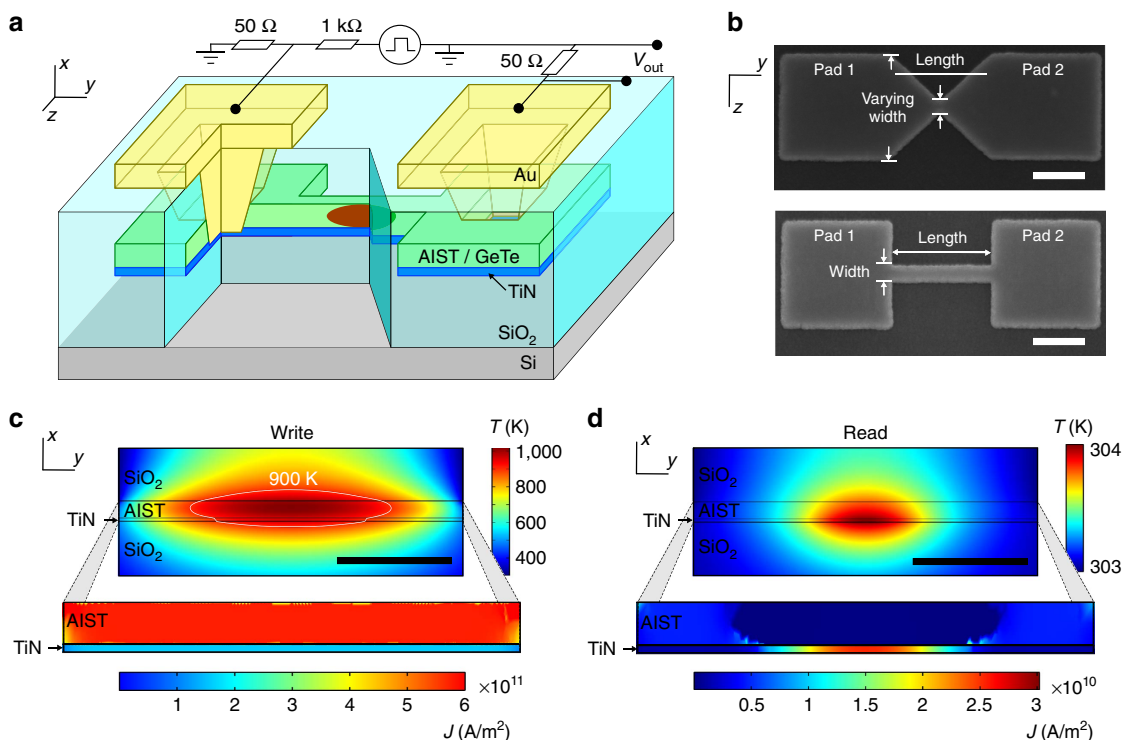 a
50 Ω
1 kΩ
50 Ω
V out
x
y
z
Au
AIST / GeTe
TiN
SiO2
Si
b
y
z
Pad 1
Length
Pad 2
Varying
width
Pad 1
Length
Pad 2
Width
c
x
y
Write
T (K)
900 K
SiO2
AIST
TiN
SiO2
1,000
800
600
400
AIST
TiN
×10^11
1 2 3 4 5 6
J (A/m²)
d
x
y
Read
T (K)
304
SiO2
AIST
TiN
SiO2
303
AIST
TiN
×10^10
0.5 1 1.5 2 2.5 3
J (A/m²)